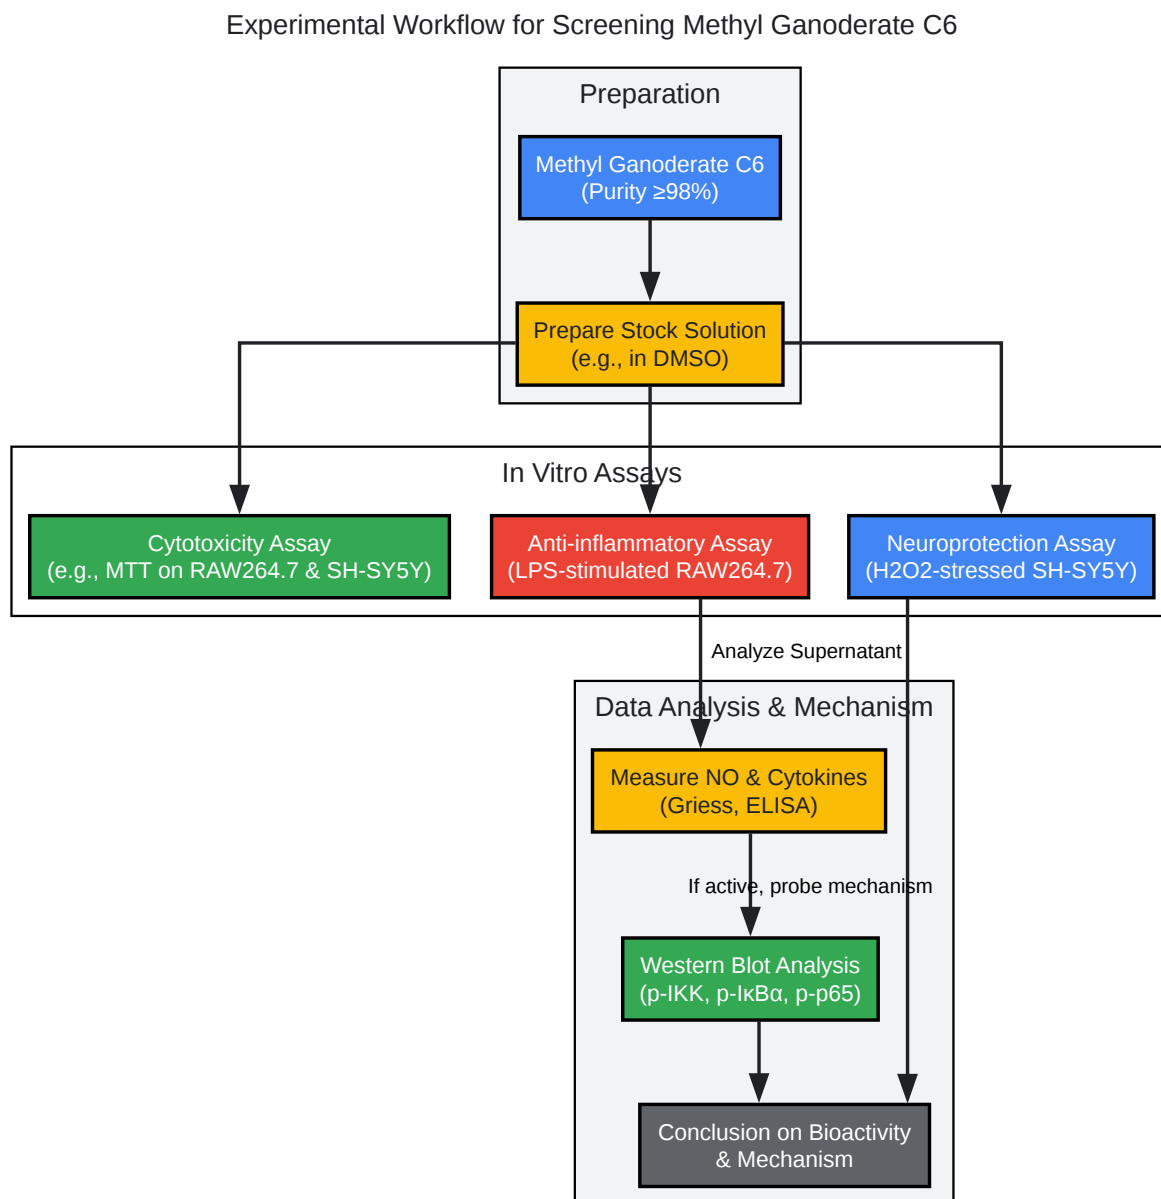 Experimental Workflow for Screening Methyl Ganoderate C6
Preparation
Methyl Ganoderate C6
(Purity ≥98%)
Prepare Stock Solution
(e.g., in DMSO)
In Vitro Assays
Cytotoxicity Assay
(e.g., MTT on RAW264.7 & SH-SY5Y)
Anti-inflammatory Assay
(LPS-stimulated RAW264.7)
Neuroprotection Assay
(H2O2-stressed SH-SY5Y)
Analyze Supernatant
Data Analysis & Mechanism
Measure NO & Cytokines
(Griess, ELISA)
If active, probe mechanism
Western Blot Analysis
(p-IKK, p-IκBα, p-p65)
Conclusion on Bioactivity
& Mechanism